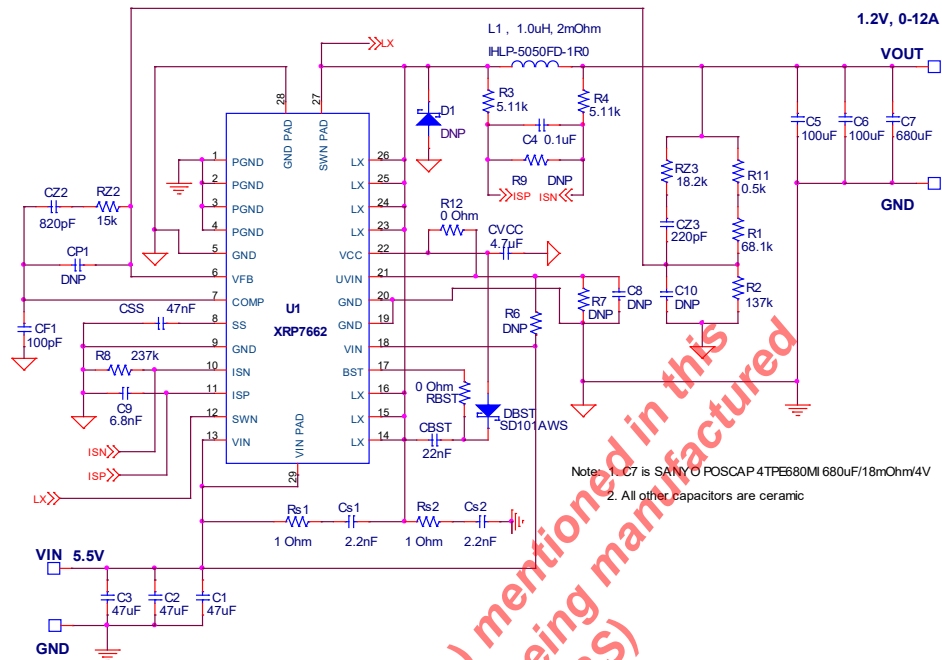 1.2V, 0-12A
VOUT
GND
L1 , 1.0uH, 2mOhm
IHLP-5050FD-1R0
LX
R3
5.11k
R4
5.11k
C4 0.1uF
DNP
R9
ISP ISN
D1
DNP
C5
100uF
C6
100uF
C7
680uF
RZ3
18.2k
CZ3
220pF
R11
0.5k
R1
68.1k
C10
DNP
R2
137k
CZ2
820pF
RZ2
15k
CP1
DNP
CF1
100pF
CSS 47nF
R8 237k
C9
6.8nF
ISN
ISP
LX
28
27
GND PAD
SWN PAD
1 PGND
2 PGND
3 PGND
4 PGND
5 GND
6 VFB
7 COMP
8 SS
9 GND
10 ISN
11 ISP
12 SWN
13 VIN
U1
XRP7662
LX 26
LX 25
LX 24
LX 23
VCC 22
UVIN 21
GND 20
GND 19
VIN 18
BST 17
LX 16
LX 15
LX 14
VIN PAD
29
R12
0 Ohm
CVCC
4.7uF
R6
DNP
R7
DNP
C8
DNP
0 Ohm
RBST
CBST
22nF
DBST
SD101AWS
Rs1
1 Ohm
Cs1
2.2nF
Rs2
1 Ohm
Cs2
2.2nF
VIN 5.5V
C3
47uF
C2
47uF
C1
47uF
GND
Note: 1. C7 is SANYO POSCAP 4TPE680MI 680uF/18mOhm/4V
2. All other capacitors are ceramic
) mentioned in this
eing manufactured
S)